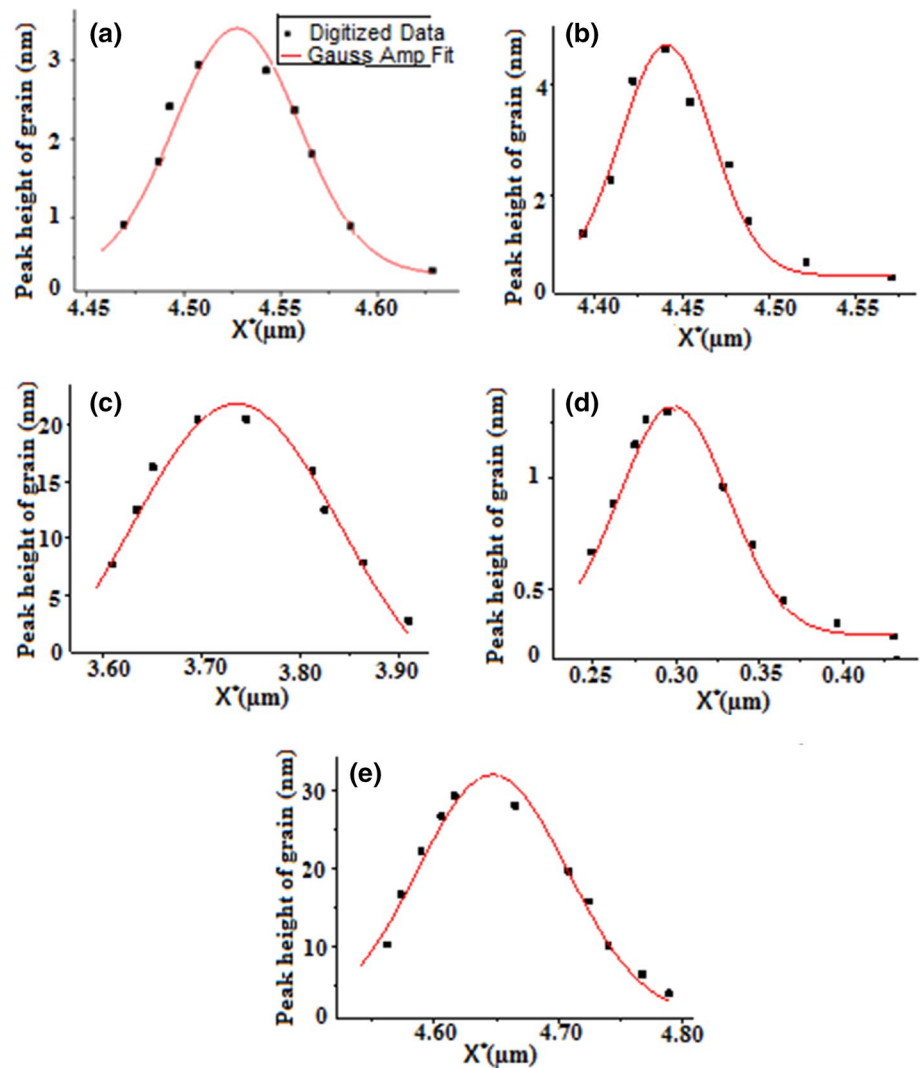 (a)
Digitized Data
Gauss Amp Fit
Peak height of grain (nm)
3
2
1
0
4.45 4.50 4.55 4.60
X*(μm)
(b)
Peak height of grain (nm)
4
2
0
4.40 4.45 4.50 4.55
X*(μm)
(c)
Peak height of grain (nm)
20
15
10
5
0
3.60 3.70 3.80 3.90
X*(μm)
(d)
Peak height of grain (nm)
1
0.5
0
0.25 0.30 0.35 0.40
X*(μm)
(e)
Peak height of grain (nm)
30
20
10
0
4.60 4.70 4.80
X*(μm)